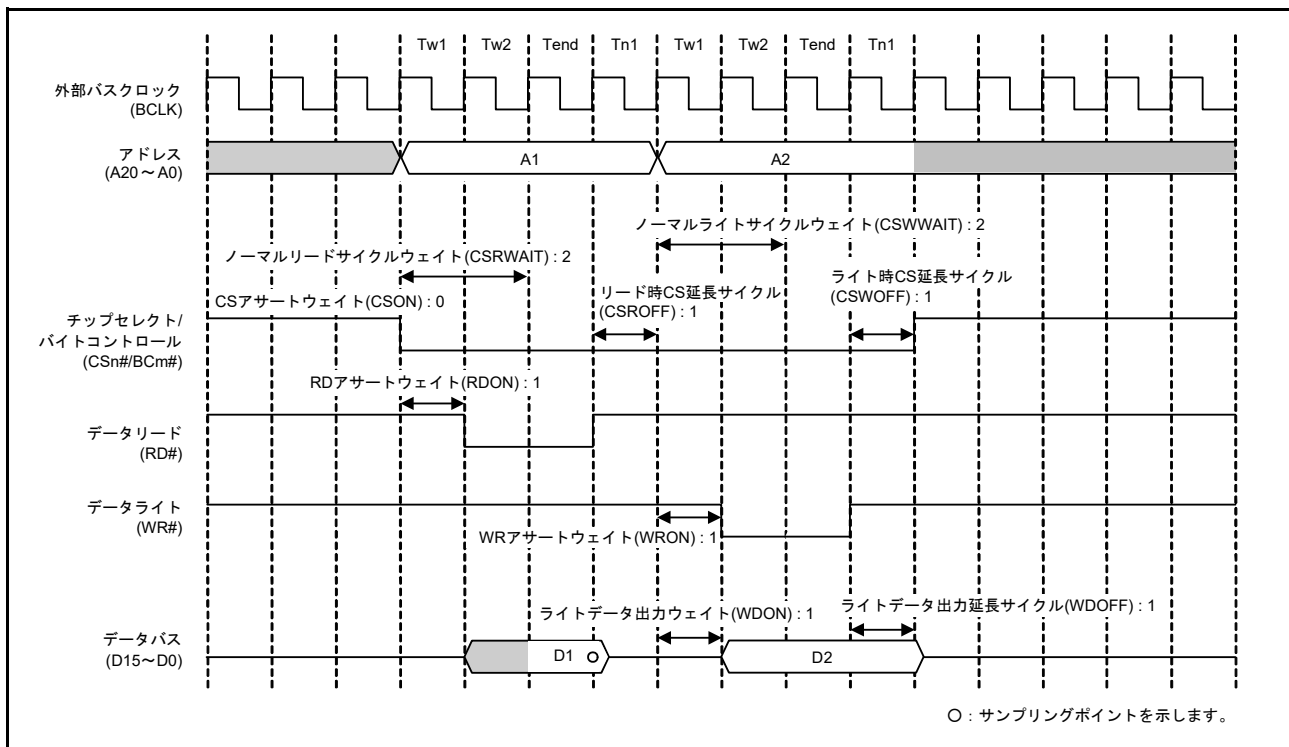 Tw1 Tw2 Tend Tn1 Tw1 Tw2 Tend Tn1
外部バスクロック
(BCLK)
アドレス
(A20～A0)
A1
A2
ノーマルライトサイクルウェイト(CSWWAIT) : 2
ノーマルリードサイクルウェイト(CSRWAIT) : 2
ライト時CS延長サイクル
(CSWOFF) : 1
リード時CS延長サイクル
(CSROFF) : 1
CSアサートウェイト(CSON) : 0
チップセレクト/
バイトコントロール
(CSn#/BCm#)
RDアサートウェイト(RDON) : 1
データリード
(RD#)
データライト
(WR#)
WRアサートウェイト(WRON) : 1
ライトデータ出力ウェイト(WDON) : 1
ライトデータ出力延長サイクル(WDOFF) : 1
データバス
(D15～D0)
D1
D2
○ : サンプリングポイントを示します。